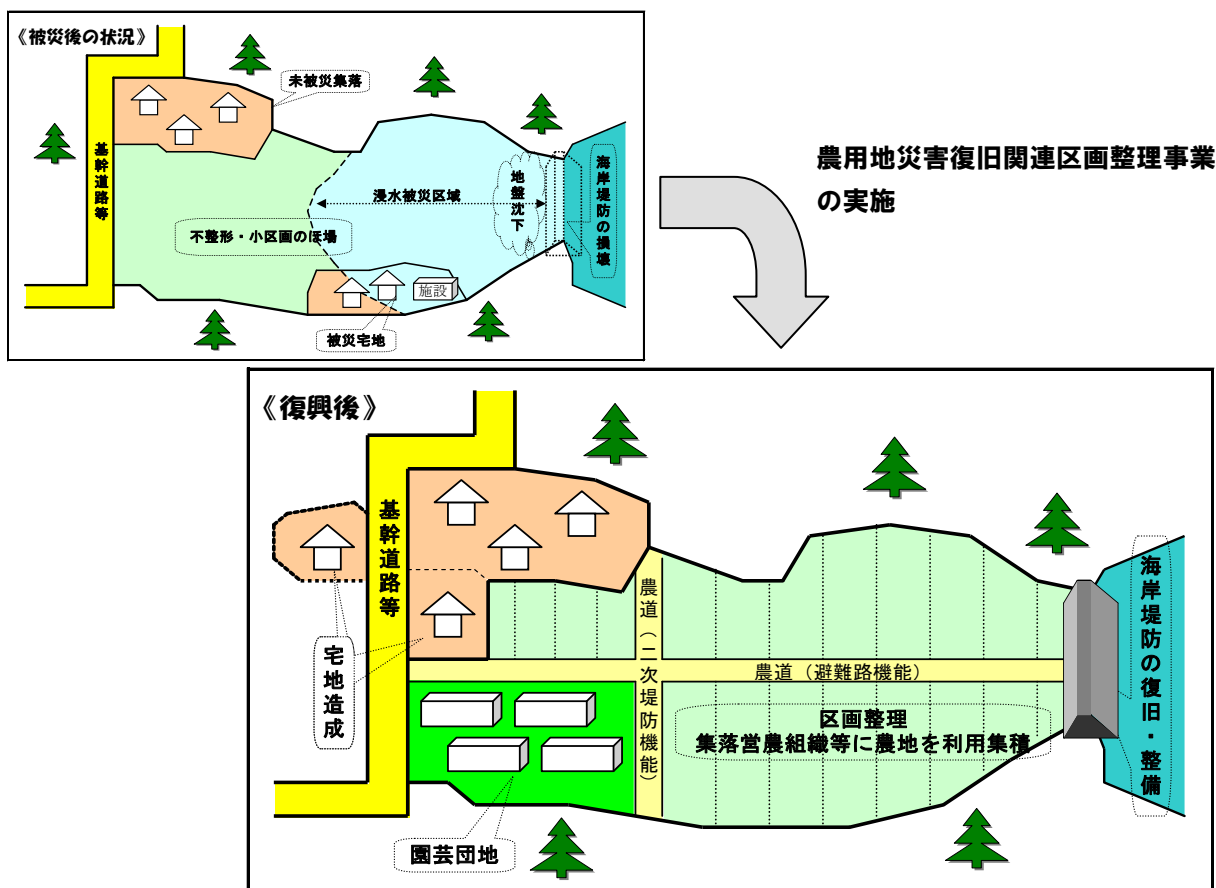 《被災後の状況》
未被災集落
基幹道路等
浸水被災区域
地盤沈下
海岸堤防の損壊
不整形・小区画のほ場
施設
被災宅地
農用地災害復旧関連区画整理事業
の実施
《復興後》
基幹道路等
宅地造成
農道(二次堤防機能)
農道(避難路機能)
区画整理
集落営農組織等に農地を利用集積
海岸堤防の復旧・整備
園芸団地